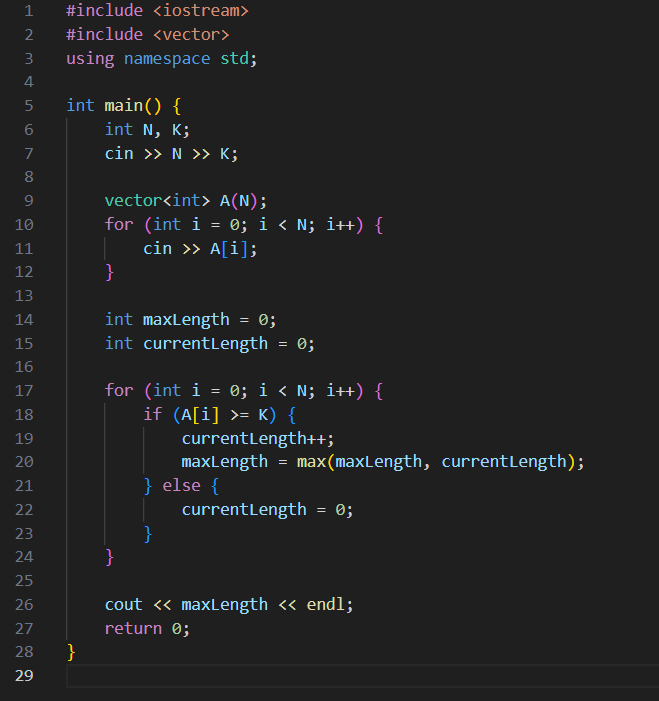 1 #include <iostream>
2 #include <vector>
3 using namespace std;
4
5 int main() {
6     int N, K;
7     cin >> N >> K;
8
9     vector<int> A(N);
10     for (int i = 0; i < N; i++) {
11         cin >> A[i];
12     }
13
14     int maxLength = 0;
15     int currentLength = 0;
16
17     for (int i = 0; i < N; i++) {
18         if (A[i] >= K) {
19             currentLength++;
20             maxLength = max(maxLength, currentLength);
21         } else {
22             currentLength = 0;
23         }
24     }
25
26     cout << maxLength << endl;
27     return 0;
28 }
29